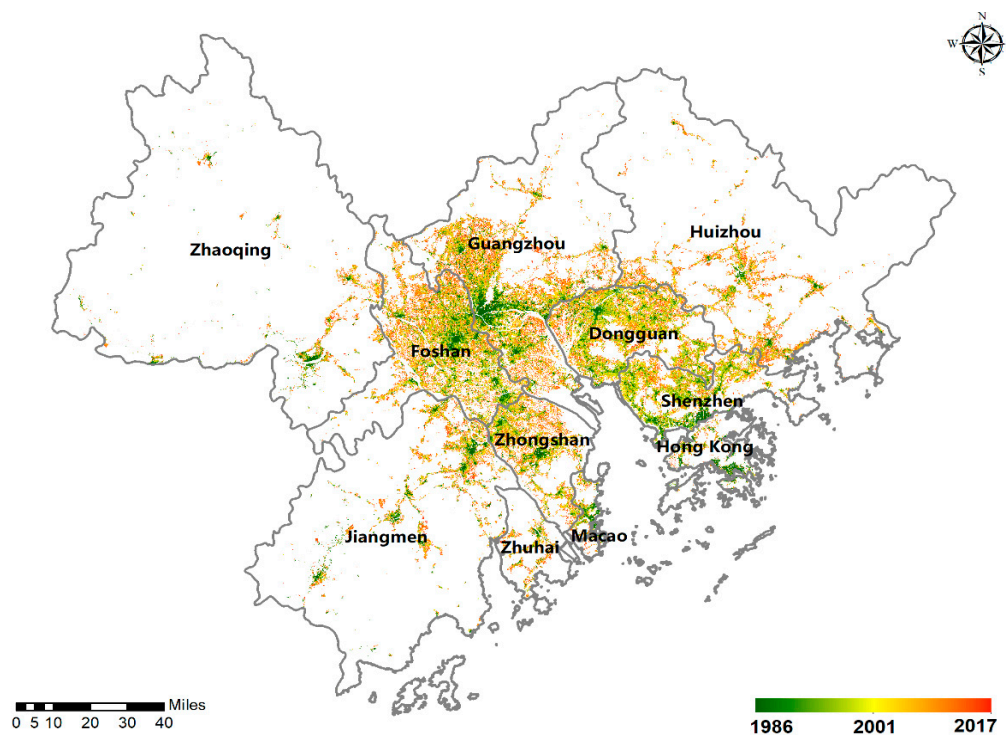 N
W
S
Zhaoqing
Guangzhou
Huizhou
Dongguan
Foshan
Shenzhen
Zhongshan
Hong Kong
Jiangmen
Zhuhai
Macao
Miles
0 5 10 20 30 40
1986 2001 2017